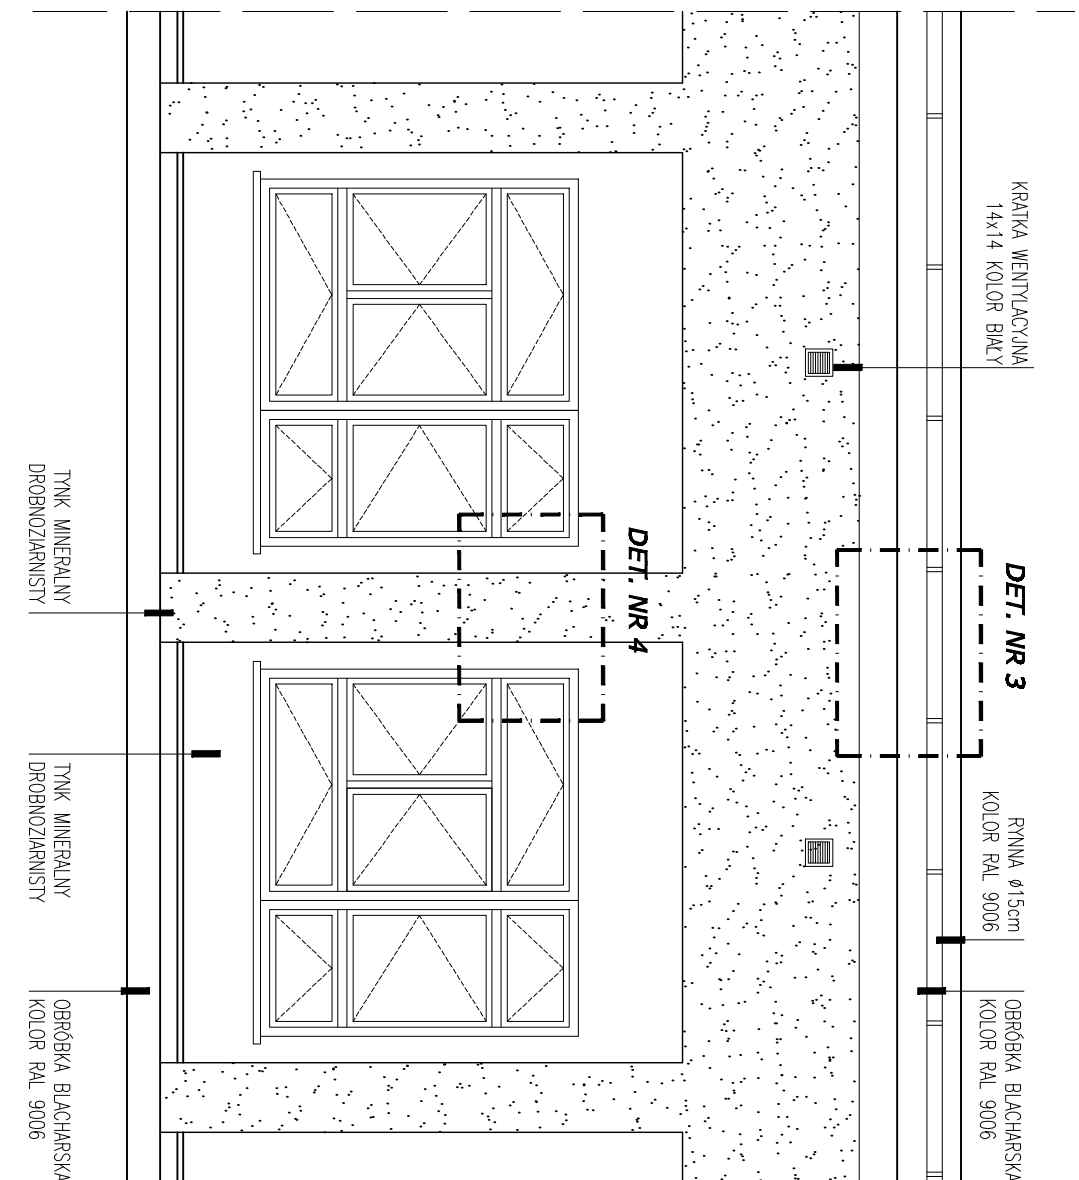 KRATKA WENTYLACYJNA
14x14 KOLOR BIAŁY
DET. NR 3
RYNNA ø15cm
KOLOR RAL 9006
OBRÓBKA BLACHARSKA
KOLOR RAL 9006
DET. NR 4
TYNK MINERALNY
DROBNOZIARNISTY
TYNK MINERALNY
DROBNOZIARNISTY
OBRÓBKA BLACHARSKA
KOLOR RAL 9006